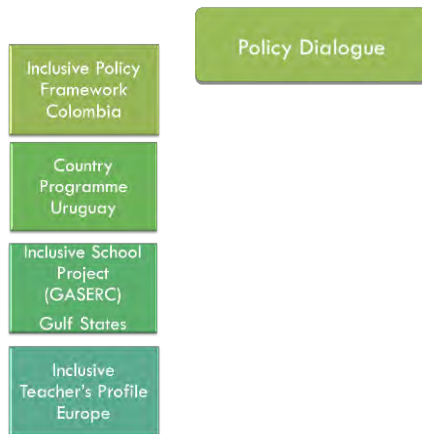 Policy Dialogue
Inclusive Policy
Framework
Colombia
Country
Programme
Uruguay
Inclusive School
Project
(GASERC)
Gulf States
Inclusive
Teacher's Profile
Europe